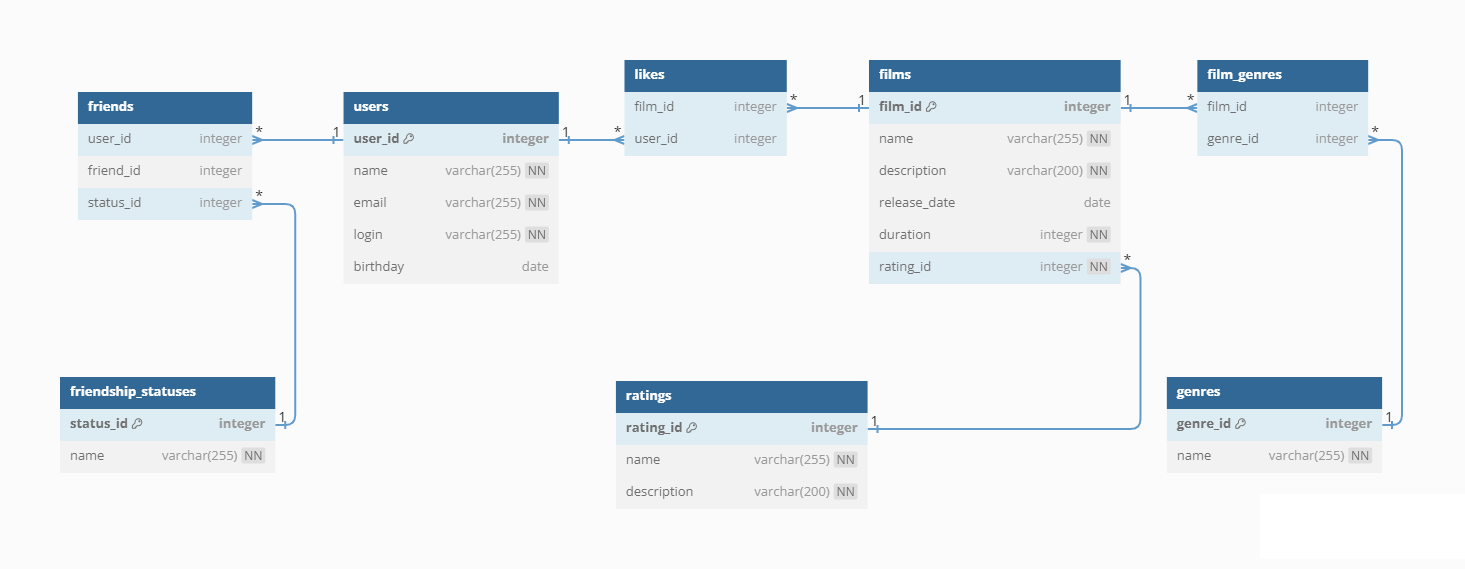 friends
user_id integer
friend_id integer
status_id integer
* 1
*
users
user_id integer
name varchar(255) NN
email varchar(255) NN
login varchar(255) NN
birthday date
1 *
likes
film_id integer
user_id integer
* 1
films
film_id integer
name varchar(255) NN
description varchar(200) NN
release_date date
duration integer NN
rating_id integer NN
1 *
*
film_genres
film_id integer
genre_id integer
*
friendship_statuses
status_id integer
name varchar(255) NN
1
ratings
rating_id integer
name varchar(255) NN
description varchar(200) NN
1
genres
genre_id integer
name varchar(255) NN
1